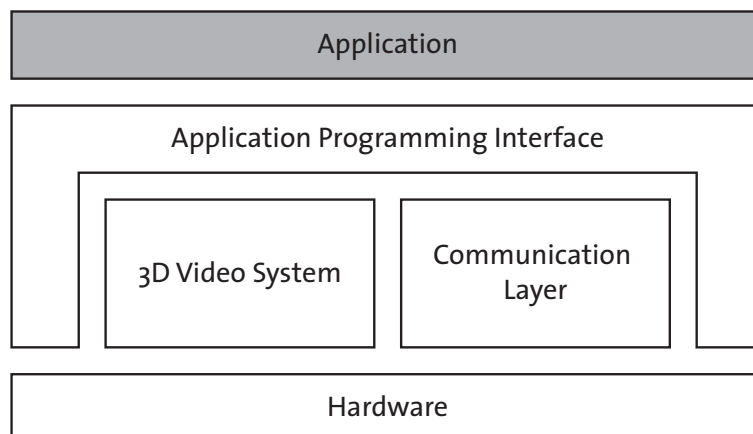 Application
Application Programming Interface
3D Video System
Communication
Layer
Hardware